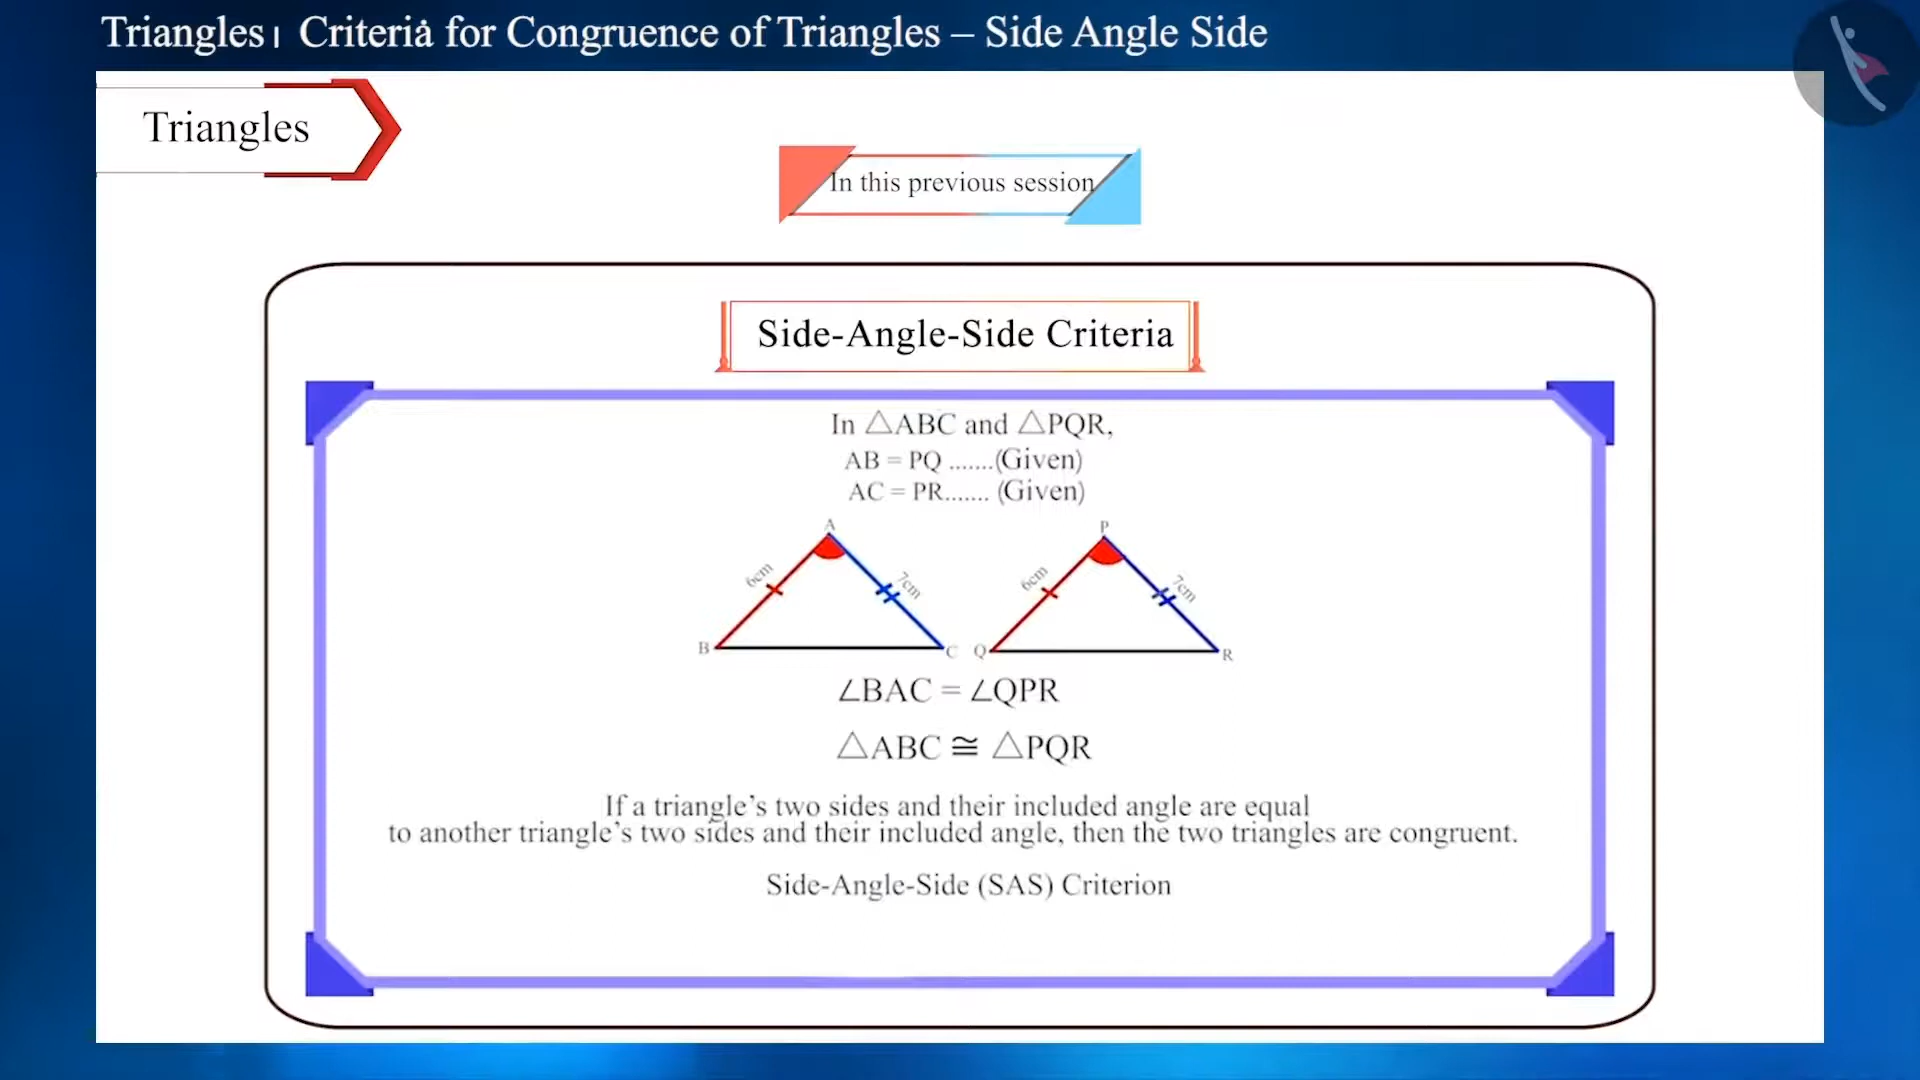 Triangles। Criteria for Congruence of Triangles – Side Angle Side
Triangles
In this previous session
Side-Angle-Side Criteria
In △ABC and △PQR,
AB = PQ .......(Given)
AC = PR....... (Given)
A
P
6cm
7cm
6cm
7cm
B
C
Q
R
∠BAC = ∠QPR
△ABC ≅ △PQR
If a triangle’s two sides and their included angle are equal
to another triangle’s two sides and their included angle, then the two triangles are congruent.
Side-Angle-Side (SAS) Criterion